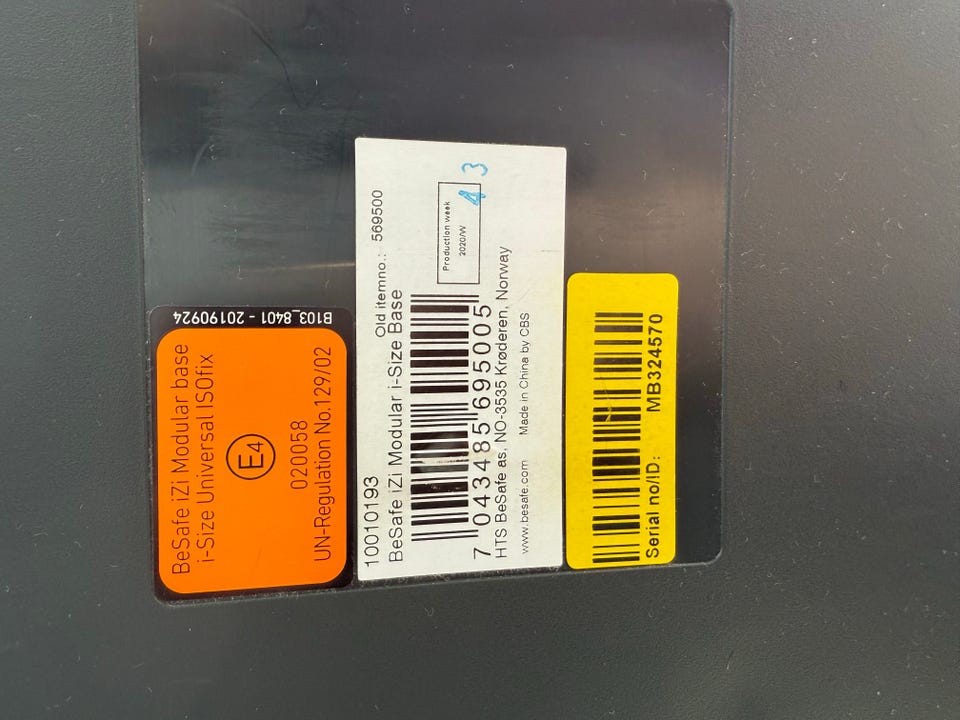 B103_8401 - 20190924
BeSafe iZi Modular base
i-Size Universal ISOfix
E4
020058
UN-Regulation No.129/02
10010193
Old itemno.: 569500
BeSafe iZi Modular i-Size Base
7 043485 695005
Production week
2020/W 43
HTS BeSafe as, NO-3535 Krøderen, Norway
www.besafe.com Made in China by CBS
Serial no/ID: MB324570